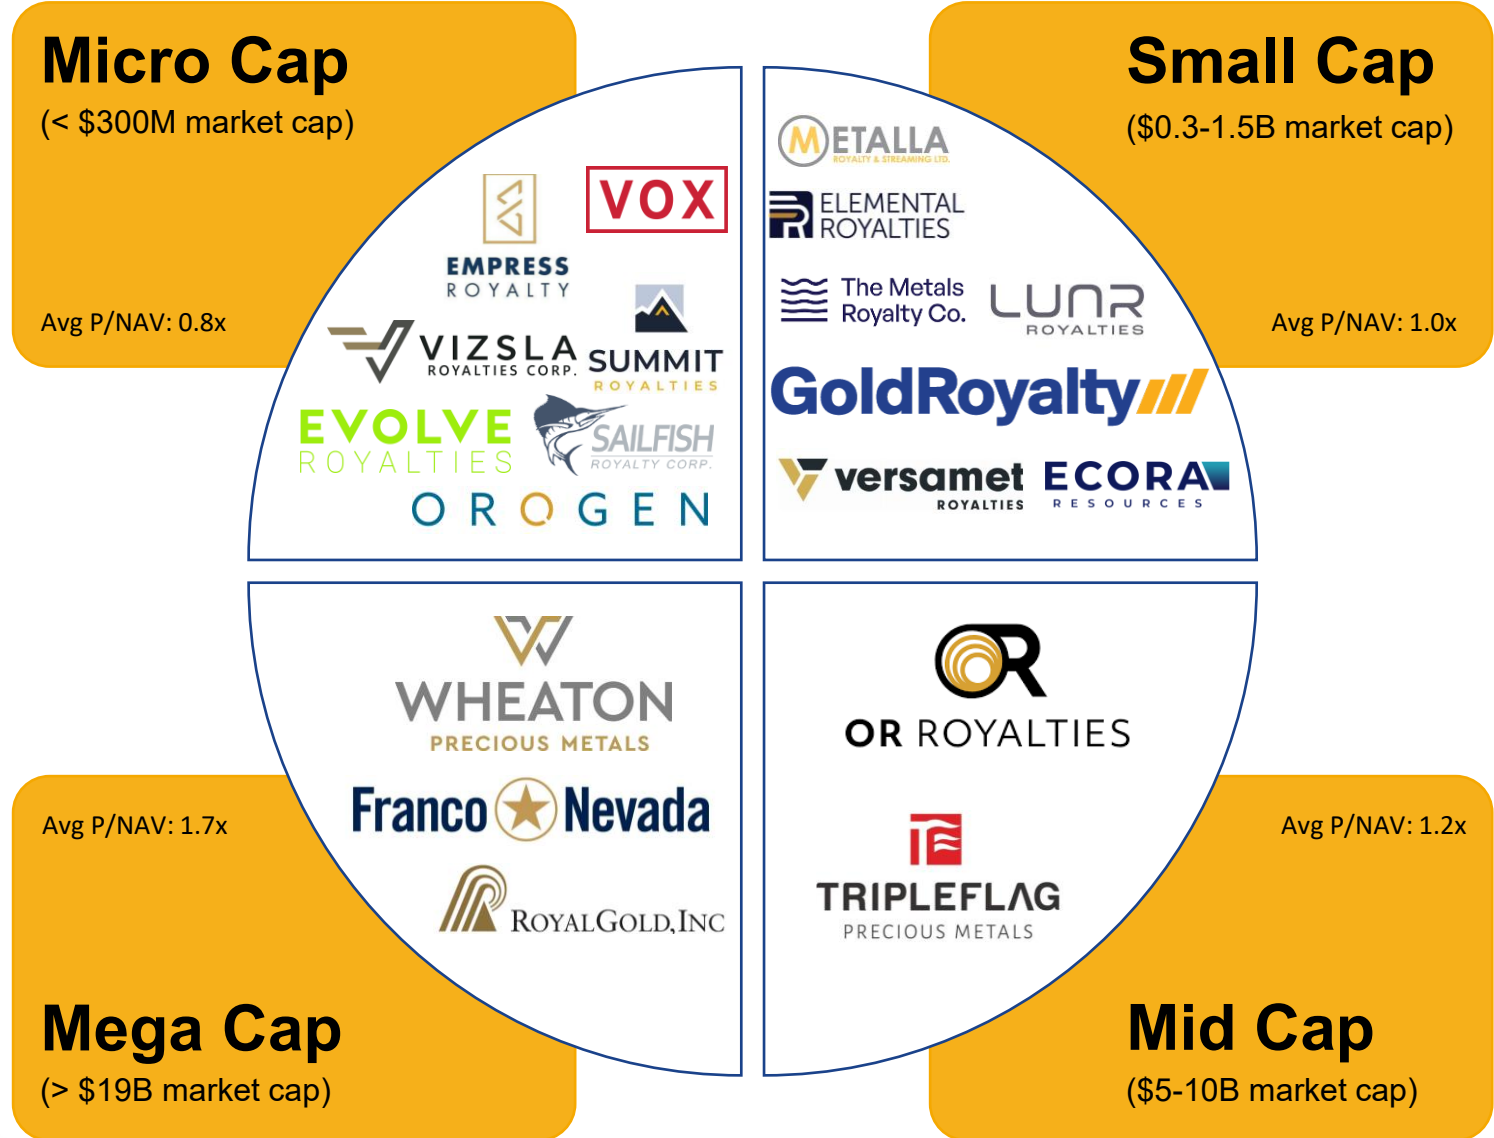 Micro Cap
(< $300M market cap)
Avg P/NAV: 0.8x
EMPRESS
ROYALTY
VOX
VIZSLA
ROYALTIES CORP.
SUMMIT
ROYALTIES
EVOLVE
ROYALTIES
SAILFISH
ROYALTY CORP.
OROGEN
Small Cap
($0.3-1.5B market cap)
Avg P/NAV: 1.0x
METALLA
ROYALTY & STREAMING LTD.
ELEMENTAL
ROYALTIES
The Metals
Royalty Co.
LUNR
ROYALTIES
GoldRoyalty
versamet
ROYALTIES
ECORA
RESOURCES
WHEATON
PRECIOUS METALS
Franco Nevada
ROYAL GOLD, INC
Avg P/NAV: 1.7x
Mega Cap
(> $19B market cap)
OR
OR ROYALTIES
TRIPLEFLAG
PRECIOUS METALS
Avg P/NAV: 1.2x
Mid Cap
($5-10B market cap)